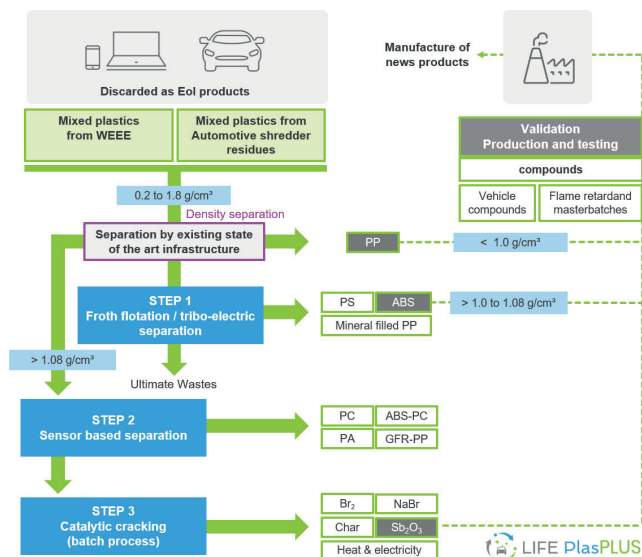 Discarded as EoI products
Manufacture of
news products
Mixed plastics
from WEEE
Mixed plastics from
Automotive shredder
residues
Validation
Production and testing
compounds
Vehicle
compounds
Flame retardand
masterbatches
0.2 to 1.8 g/cm³
Density separation
Separation by existing state
of the art infrastructure
PP
< 1.0 g/cm³
STEP 1
Froth flotation / tribo-electric
separation
PS
ABS
> 1.0 to 1.08 g/cm³
Mineral filled PP
> 1.08 g/cm³
Ultimate Wastes
STEP 2
Sensor based separation
PC
ABS-PC
PA
GFR-PP
STEP 3
Catalytic cracking
(batch process)
Br₂
NaBr
Char
Sb₂O₃
Heat & electricity
LIFE PlasPLUS